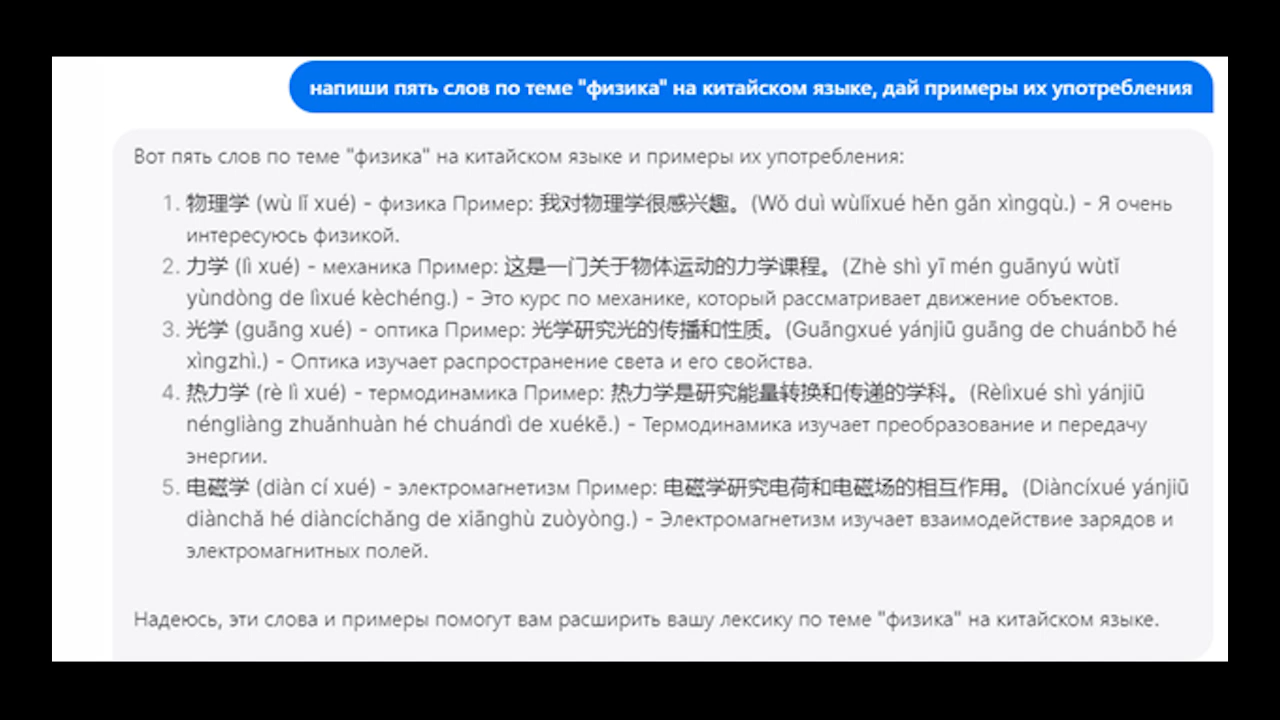 напиши пять слов по теме "физика" на китайском языке, дай примеры их употребления
Вот пять слов по теме "физика" на китайском языке и примеры их употребления:
1. 物理学 (wù lǐ xué) - физика Пример: 我对物理学很感兴趣。(Wǒ duì wùlǐxué hěn gǎn xìngqù.) - Я очень
интересуюсь физикой.
2. 力学 (lì xué) - механика Пример: 这是一门关于物体运动的力学课程。(Zhè shì yī mén guānyú wùtǐ
yùndòng de lìxué kèchéng.) - Это курс по механике, который рассматривает движение объектов.
3. 光学 (guāng xué) - оптика Пример: 光学研究光的传播和性质。(Guāngxué yánjiū guāng de chuánbō hé
xìngzhì.) - Оптика изучает распространение света и его свойства.
4. 热力学 (rè lì xué) - термодинамика Пример: 热力学是研究能量转换和传递的学科。(Rèlìxué shì yánjiū
néngliàng zhuǎnhuàn hé chuándì de xuékē.) - Термодинамика изучает преобразование и передачу
энергии.
5. 电磁学 (diàn cí xué) - электромагнетизм Пример: 电磁学研究电荷和电磁场的相互作用。(Diàncíxué yánjiū
diànchǎ hé diàncíchǎng de xiānghù zuòyòng.) - Электромагнетизм изучает взаимодействие зарядов и
электромагнитных полей.
Надеюсь, эти слова и примеры помогут вам расширить вашу лексику по теме "физика" на китайском языке.